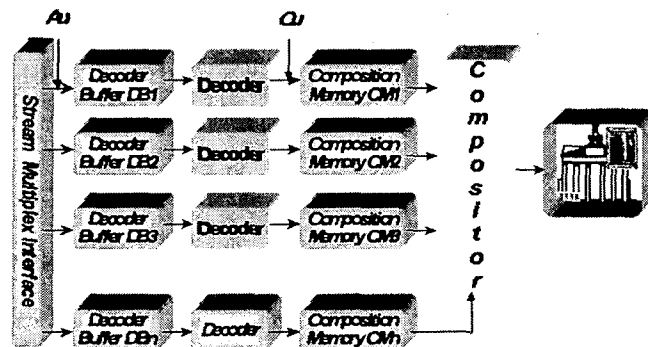 Au
Cu
Stream Multiplex Interface
Decoder
Buffer DB1
Decoder
Composition
Memory CM1
Decoder
Buffer DB2
Decoder
Composition
Memory CM2
Decoder
Buffer DB3
Decoder
Composition
Memory CM3
Decoder
Buffer DBn
Decoder
Composition
Memory CMn
Compositor